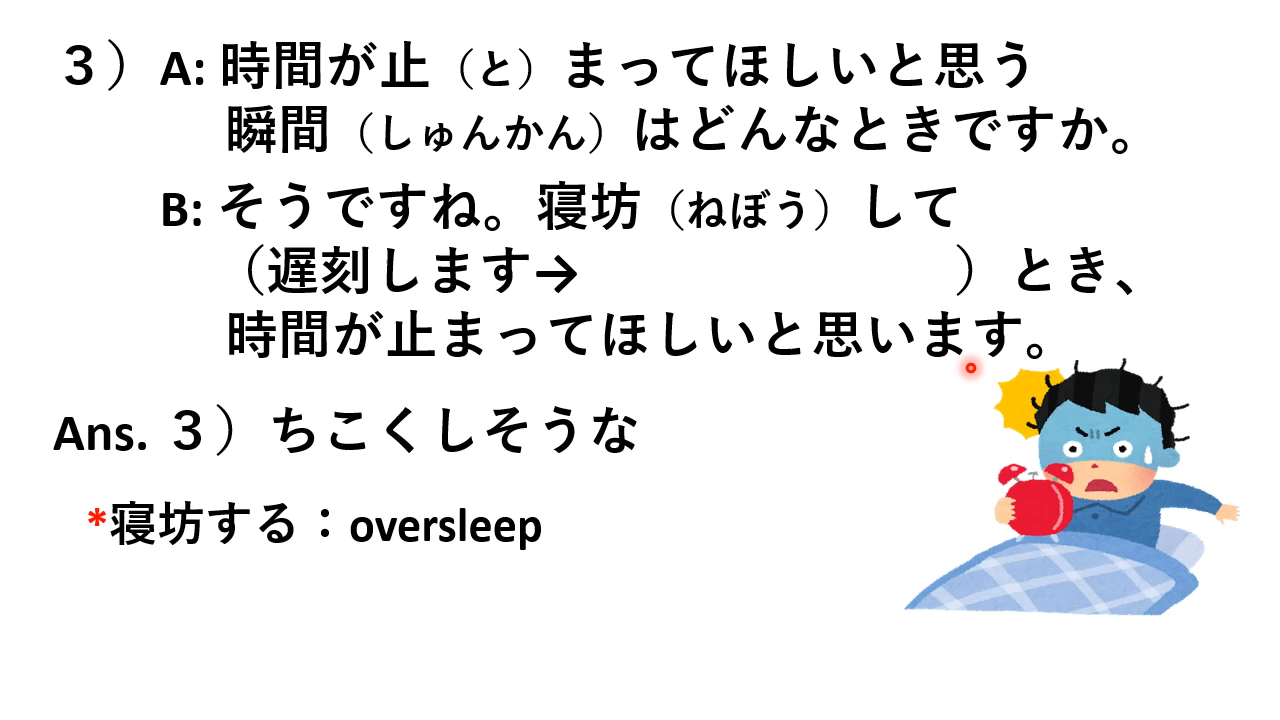 ３）A: 時間が止（と）まってほしいと思う
瞬間（しゅんかん）はどんなときですか。
B: そうですね。寝坊（ねぼう）して
（遅刻します→　　　　　　　）とき、
時間が止まってほしいと思います。
Ans. ３）ちこくしそうな
*寝坊する：oversleep